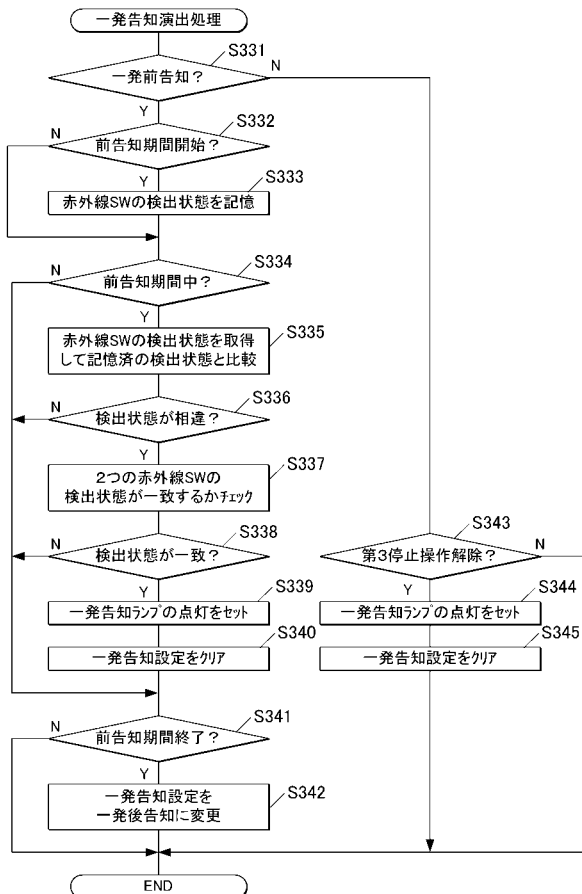 一発告知演出処理
S331
一発前告知？
N
Y
S332
N
前告知期間開始？
Y
S333
赤外線SWの検出状態を記憶
S334
N
前告知期間中？
Y
S335
赤外線SWの検出状態を取得
して記憶済の検出状態と比較
S336
N
検出状態が相違？
Y
S337
２つの赤外線SWの
検出状態が一致するかチェック
S338
N
検出状態が一致？
Y
S339
一発告知ランプの点灯をセット
S340
一発告知設定をクリア
S343
第3停止操作解除？
N
Y
S344
一発告知ランプの点灯をセット
S345
一発告知設定をクリア
S341
N
前告知期間終了？
Y
S342
一発告知設定を
一発後告知に変更
END